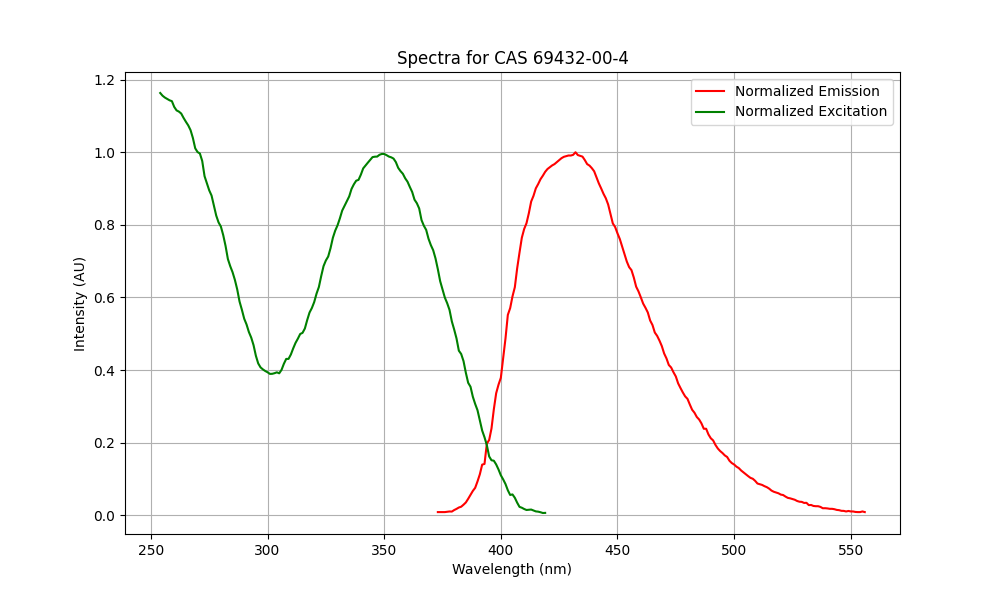 Spectra for CAS 69432-00-4
Normalized Emission
Normalized Excitation
Intensity (AU)
1.2
1.0
0.8
0.6
0.4
0.2
0.0
250 300 350 400 450 500 550
Wavelength (nm)